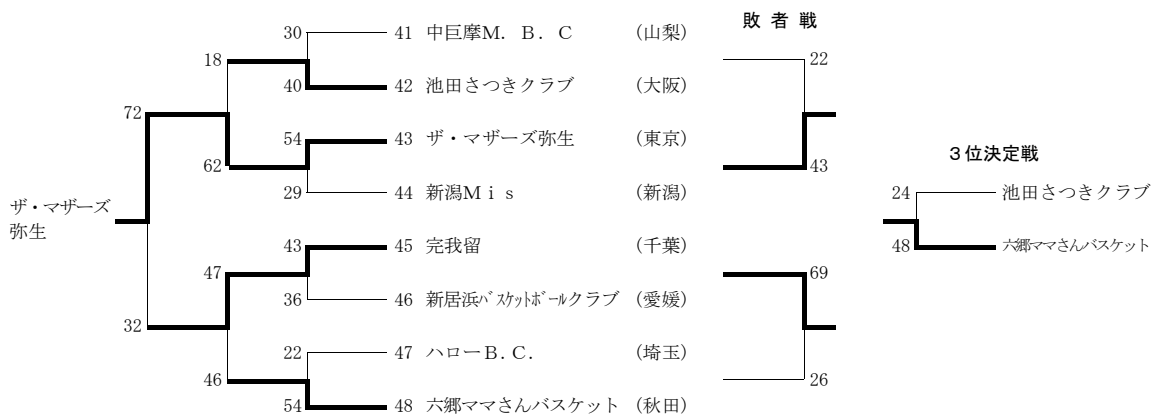 敗者戦
30 41 中巨摩M.B.C (山梨)
18 22
40 42 池田さつきクラブ (大阪)
72
54 43 ザ・マザーズ弥生 (東京)
62 43
3位決定戦
29 44 新潟Mis (新潟) 24 池田さつきクラブ
ザ・マザーズ
弥生
43 45 完我留 (千葉) 48 六郷ママさんバスケット
47 69
36 46 新居浜バスケットボールクラブ (愛媛)
32
22 47 ハローB.C. (埼玉)
46 26
54 48 六郷ママさんバスケット (秋田)